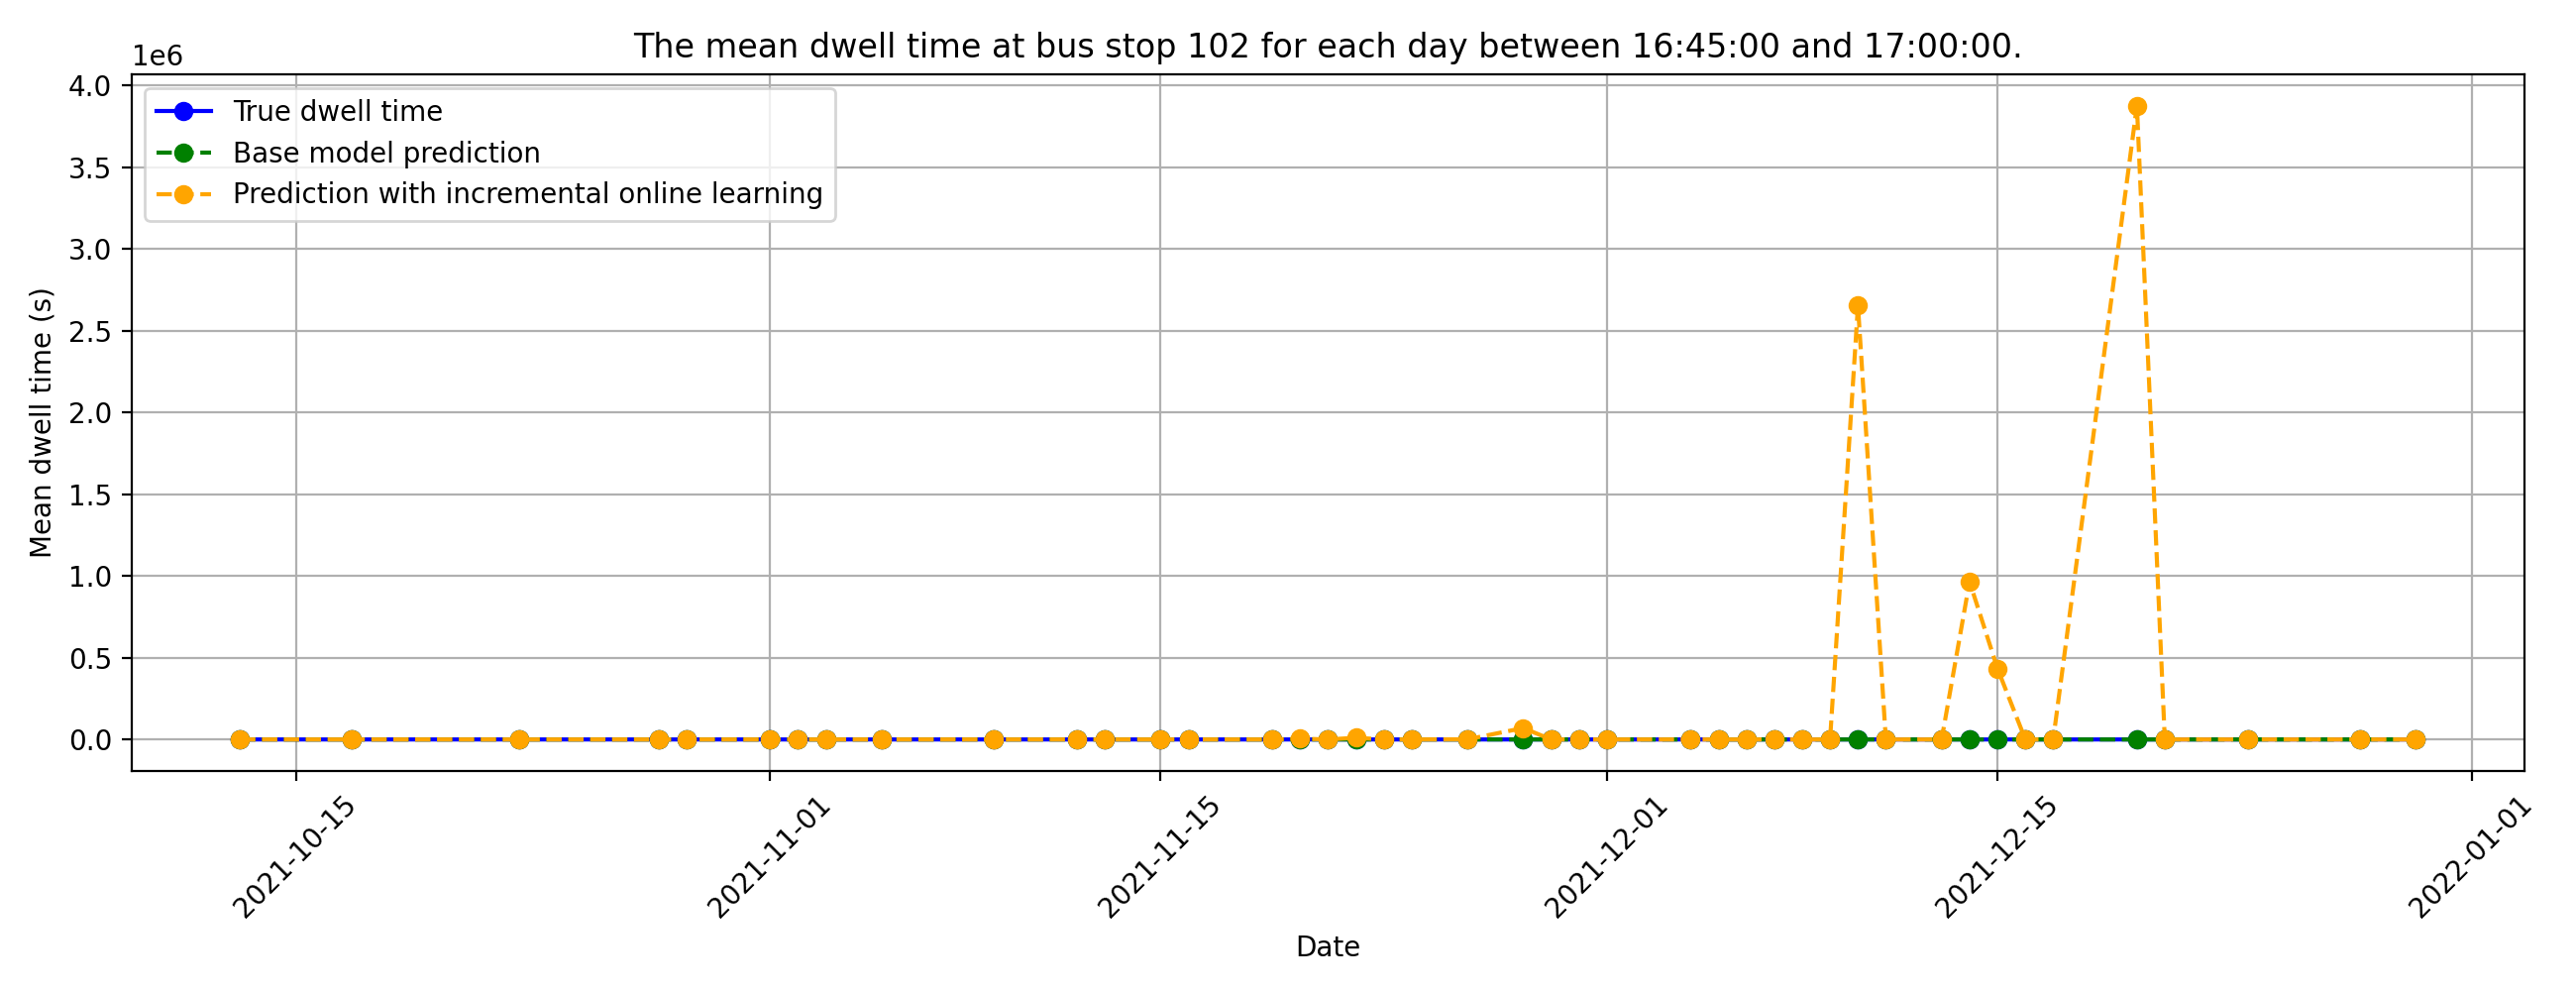 The mean dwell time at bus stop 102 for each day between 16:45:00 and 17:00:00.
1e6
4.0
3.5
3.0
2.5
2.0
1.5
1.0
0.5
0.0
Mean dwell time (s)
True dwell time
Base model prediction
Prediction with incremental online learning
2021-10-15
2021-11-01
2021-11-15
2021-12-01
2021-12-15
2022-01-01
Date